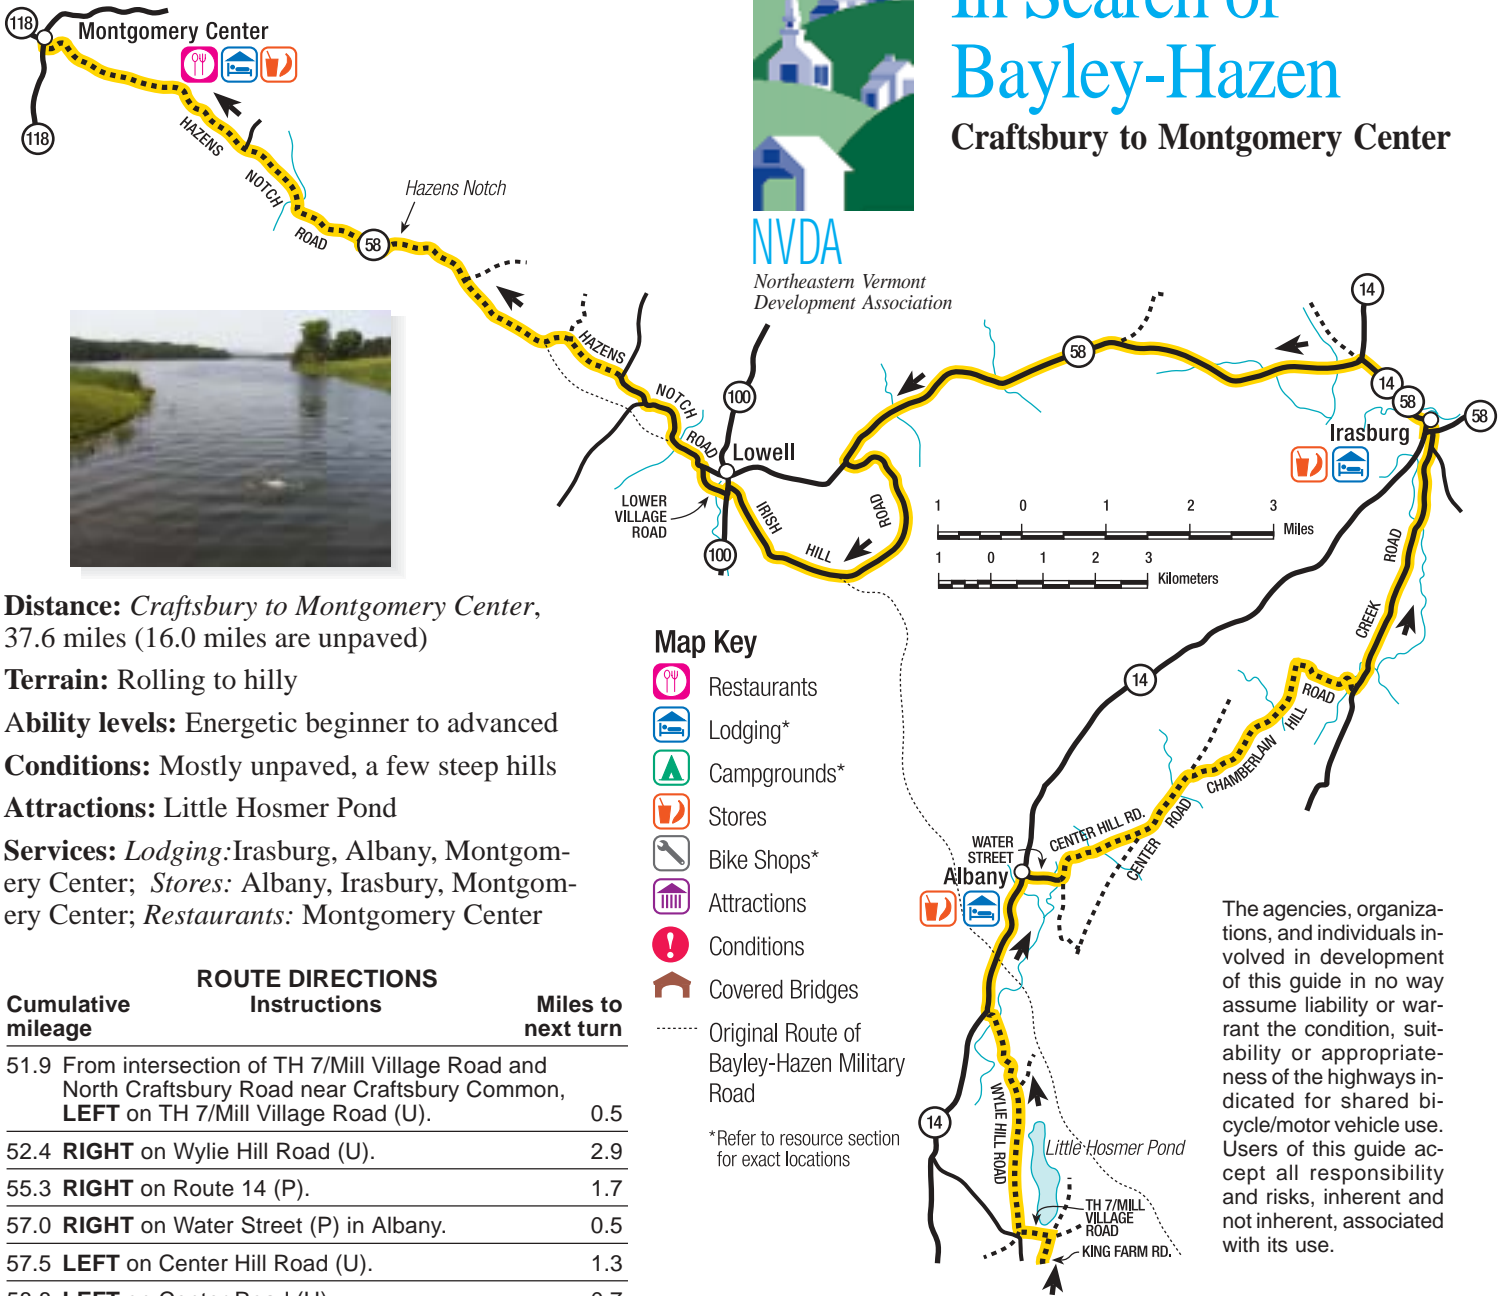 In Search of
Bayley-Hazen
Craftsbury to Montgomery Center
NVDA
Northeastern Vermont
Development Association
118
Montgomery Center
118
HAZENS
NOTCH
ROAD
Hazens Notch
58
HAZENS
NOTCH
ROAD
100
Lowell
LOWER
VILLAGE
ROAD
100
IRISH
HILL
ROAD
58
14
14
58
58
Irasburg
1 0 1 2 3
Miles
1 0 1 2 3
Kilometers
CREEK
ROAD
14
CHAMBERLAIN
HILL
ROAD
CENTER HILL RD.
CENTER
ROAD
WATER
STREET
Albany
14
WYLIE HILL ROAD
Little Hosmer Pond
TH 7/MILL
VILLAGE
ROAD
KING FARM RD.
Distance: Craftsbury to Montgomery Center,
37.6 miles (16.0 miles are unpaved)
Terrain: Rolling to hilly
Ability levels: Energetic beginner to advanced
Conditions: Mostly unpaved, a few steep hills
Attractions: Little Hosmer Pond
Services: Lodging:Irasburg, Albany, Montgom-
ery Center; Stores: Albany, Irasbury, Montgom-
ery Center; Restaurants: Montgomery Center
Map Key
Restaurants
Lodging*
Campgrounds*
Stores
Bike Shops*
Attractions
Conditions
Covered Bridges
Original Route of
Bayley-Hazen Military
Road
*Refer to resource section
for exact locations
ROUTE DIRECTIONS
Cumulative Instructions Miles to
mileage next turn
51.9 From intersection of TH 7/Mill Village Road and
North Craftsbury Road near Craftsbury Common,
LEFT on TH 7/Mill Village Road (U). 0.5
52.4 RIGHT on Wylie Hill Road (U). 2.9
55.3 RIGHT on Route 14 (P). 1.7
57.0 RIGHT on Water Street (P) in Albany. 0.5
57.5 LEFT on Center Hill Road (U). 1.3
58.8 LEFT on Center Road (U). 0.7
The agencies, organiza-
tions, and individuals in-
volved in development
of this guide in no way
assume liability or war-
rant the condition, suit-
ability or appropriate-
ness of the highways in-
dicated for shared bi-
cycle/motor vehicle use.
Users of this guide ac-
cept all responsibility
and risks, inherent and
not inherent, associated
with its use.